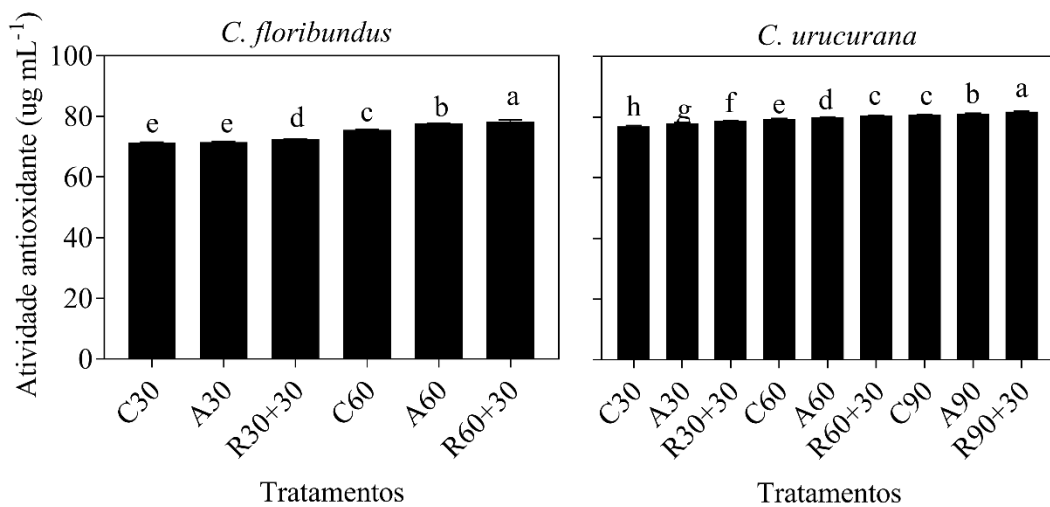 C. floribundus
C. urucurana
Atividade antioxidante (ug mL-1)
100
80
60
40
20
0
e e d c b a
h g f e d c c b a
C30 A30 R30+30 C60 A60 R60+30
C30 A30 R30+30 C60 A60 R60+30 C90 A90 R90+30
Tratamentos
Tratamentos